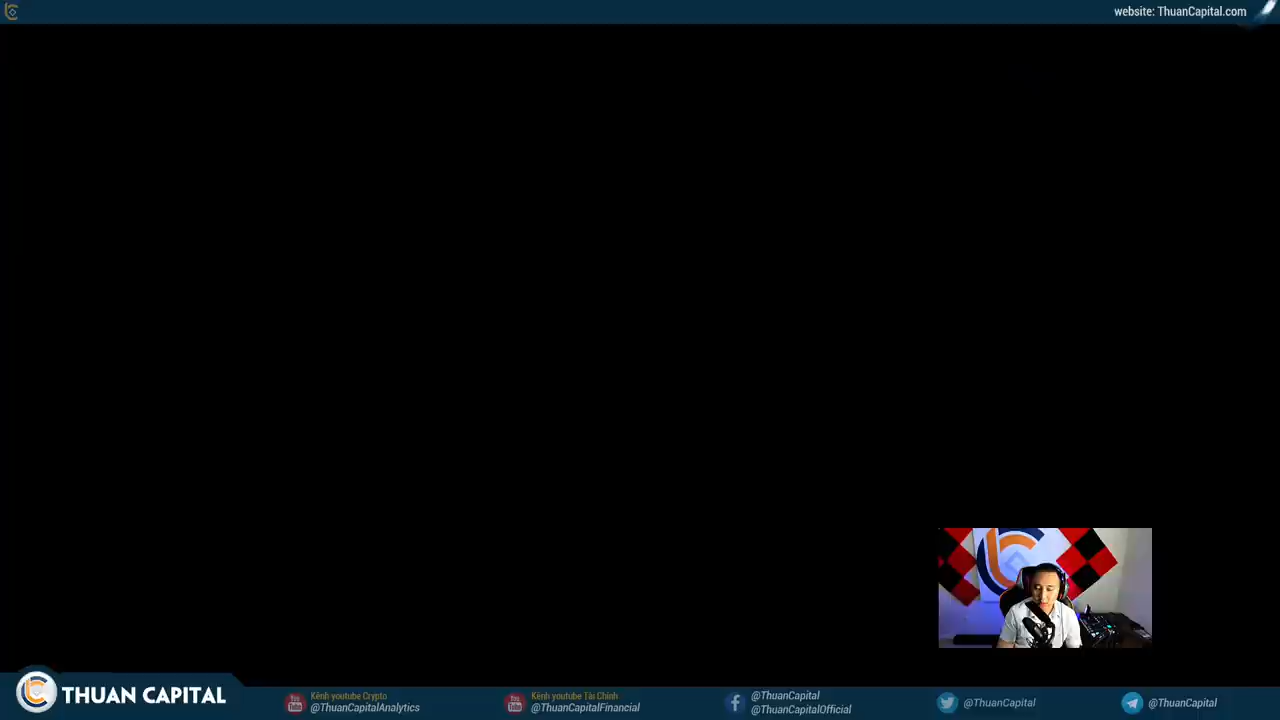 website: ThuanCapital.com
THUAN CAPITAL
Kênh youtube Crypto
@ThuanCapitalAnalytics
Kênh youtube Tài Chính
@ThuanCapitalFinancial
@ThuanCapital
@ThuanCapitalOfficial
@ThuanCapital
@ThuanCapital